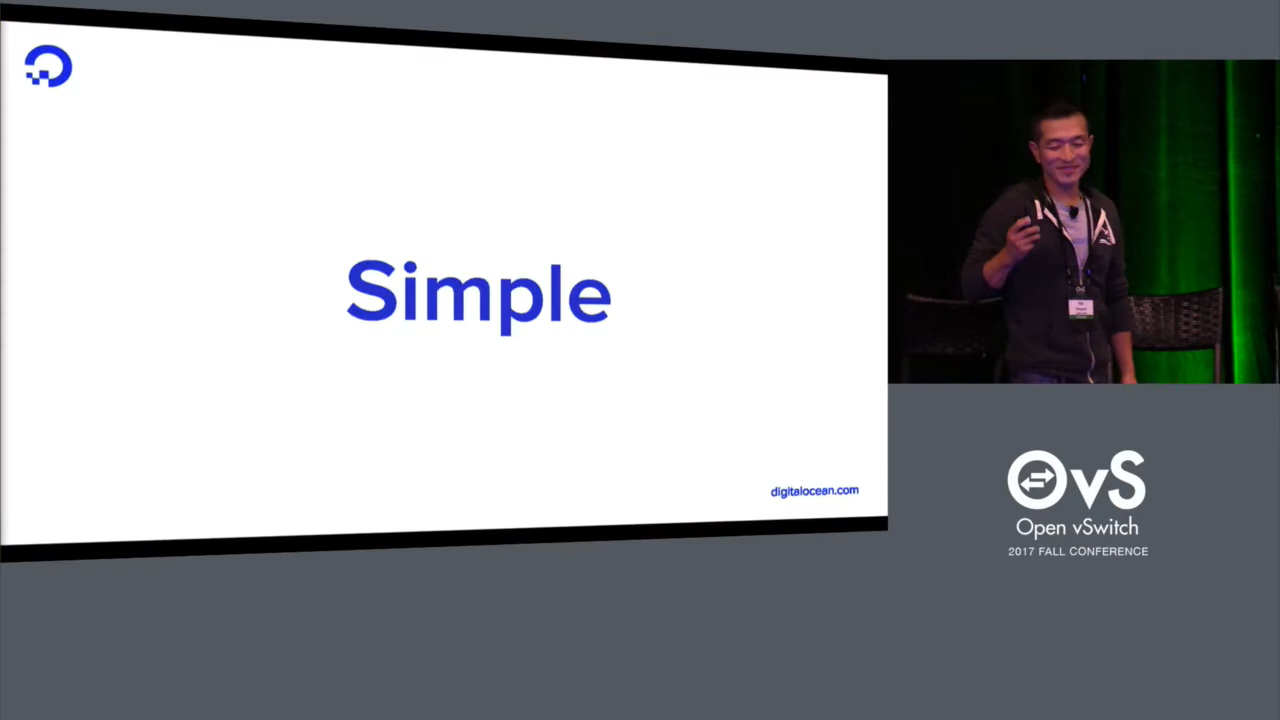 Simple
digitalocean.com
OvS
Open vSwitch
2017 FALL CONFERENCE